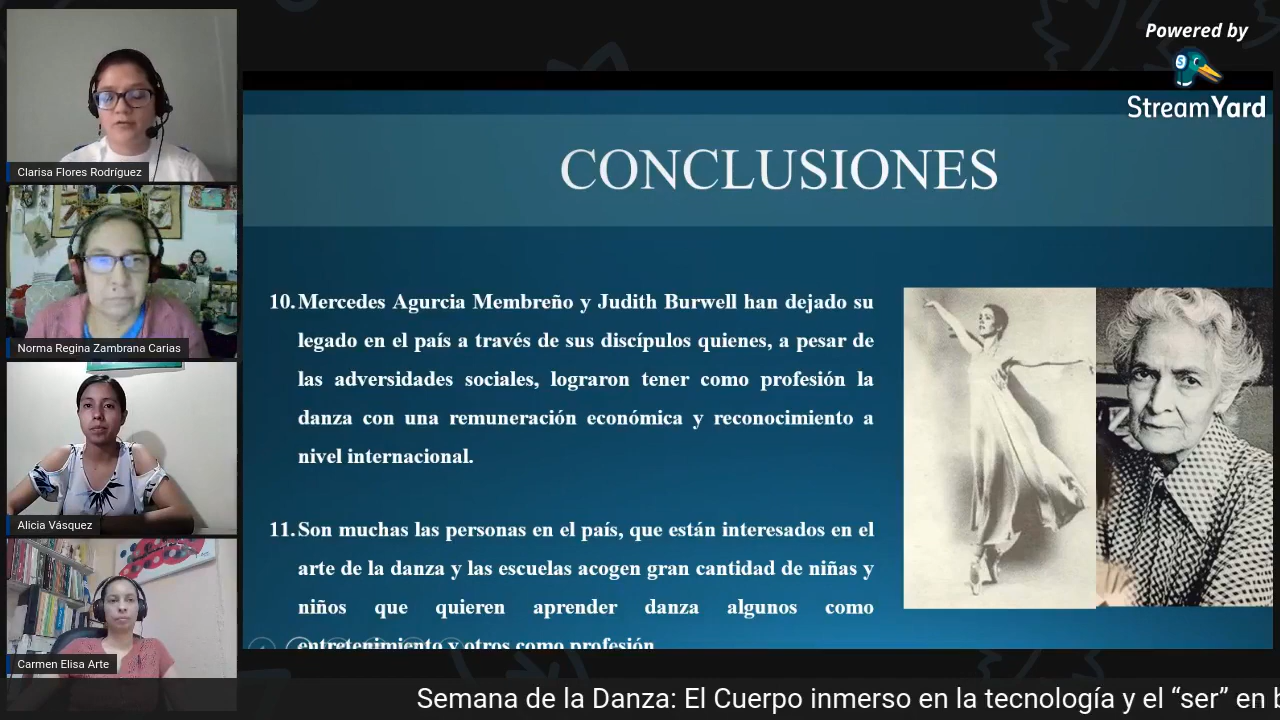 Powered by
StreamYard
Clarisa Flores Rodríguez
Norma Regina Zambrana Carias
Alicia Vásquez
Carmen Elisa Arte
CONCLUSIONES
10. Mercedes Agurcia Membreño y Judith Burwell han dejado su
legado en el país a través de sus discípulos quienes, a pesar de
las adversidades sociales, lograron tener como profesión la
danza con una remuneración económica y reconocimiento a
nivel internacional.
11. Son muchas las personas en el país, que están interesados en el
arte de la danza y las escuelas acogen gran cantidad de niñas y
niños que quieren aprender danza algunos como
entretenimiento y otros como profesión
Semana de la Danza: El Cuerpo inmerso en la tecnología y el “ser” en